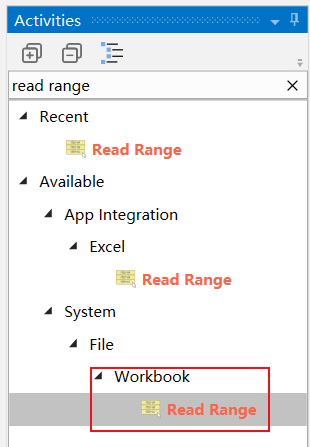 Activities
read range
Recent
Read Range
Available
App Integration
Excel
Read Range
System
File
Workbook
Read Range